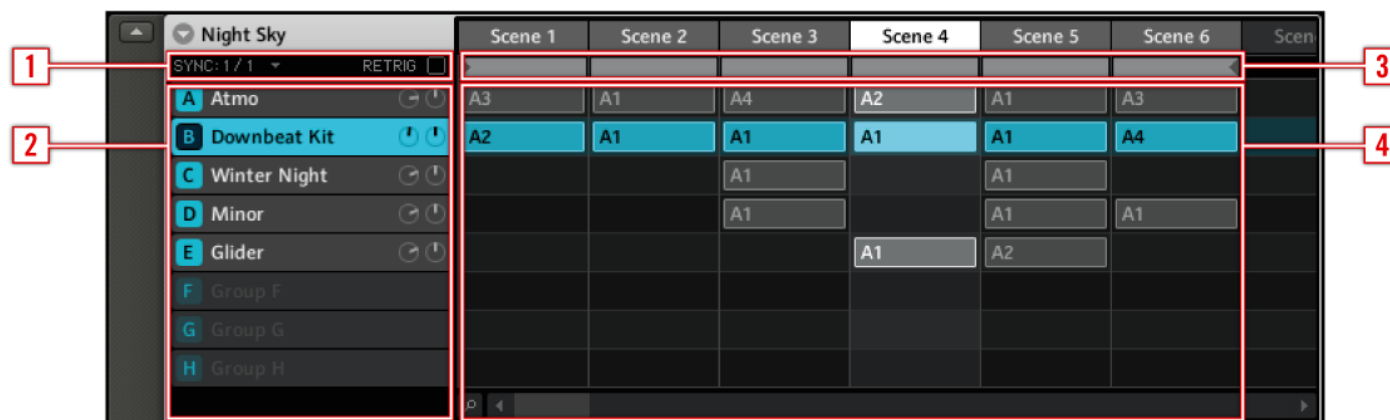 Night Sky Scene 1 Scene 2 Scene 3 Scene 4 Scene 5 Scene 6 Scen
1 SYNC: 1 / 1 RETRIG 3
A Atmo A3 A1 A4 A2 A1 A3
2 B Downbeat Kit A2 A1 A1 A1 A1 A4 4
C Winter Night A1 A1
D Minor A1 A1 A1
E Glider A1 A2
F Group F
G Group G
H Group H